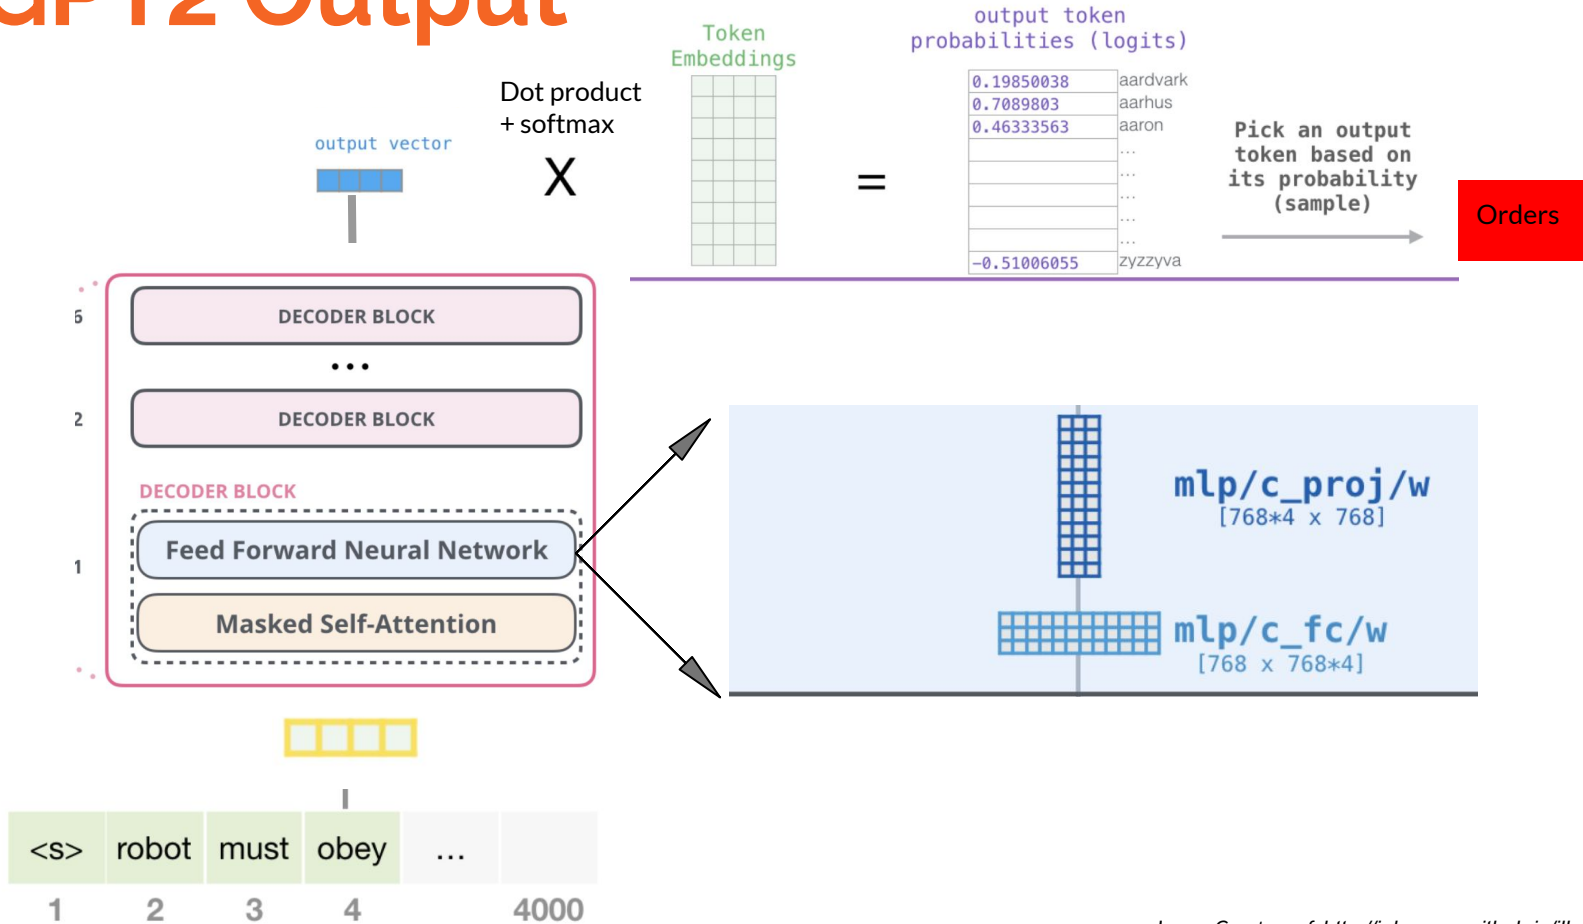 GPT2 Output
output token
probabilities (logits)
Token
Embeddings
Dot product
+ softmax
output vector
X
=
0.19850038 aardvark
0.7089803 aarhus
0.46333563 aaron
...
...
...
...
...
-0.51006055 zyzzyva
Pick an output
token based on
its probability
(sample)
Orders
6
DECODER BLOCK
...
2
DECODER BLOCK
DECODER BLOCK
1
Feed Forward Neural Network
Masked Self-Attention
mlp/c_proj/w
[768*4 x 768]
mlp/c_fc/w
[768 x 768*4]
<s> robot must obey ...
1 2 3 4 4000